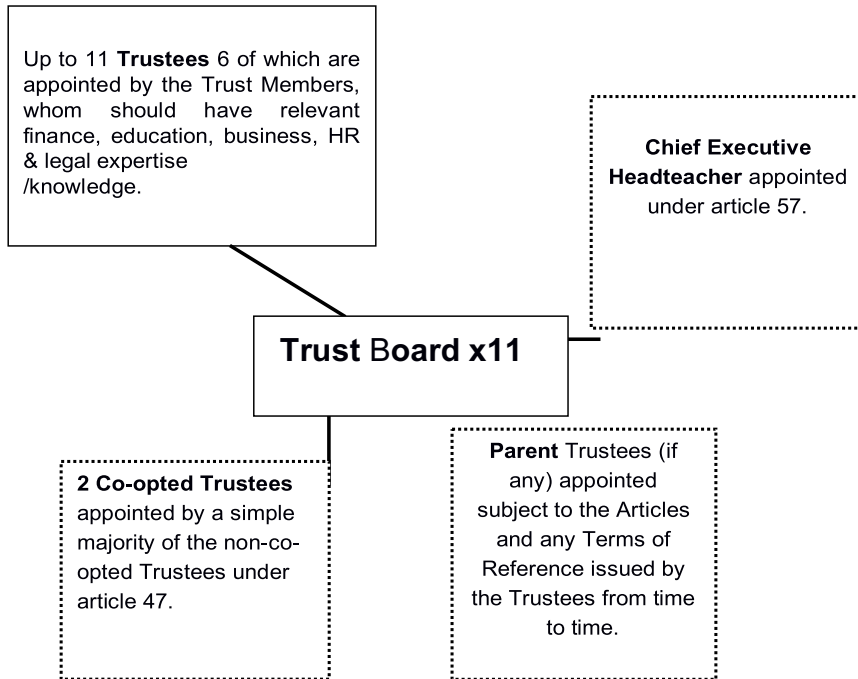 Up to 11 Trustees 6 of which are
appointed by the Trust Members,
whom should have relevant
finance, education, business, HR
& legal expertise
/knowledge.
Chief Executive
Headteacher appointed
under article 57.
Trust Board x11
2 Co-opted Trustees
appointed by a simple
majority of the non-co-
opted Trustees under
article 47.
Parent Trustees (if
any) appointed
subject to the Articles
and any Terms of
Reference issued by
the Trustees from time
to time.